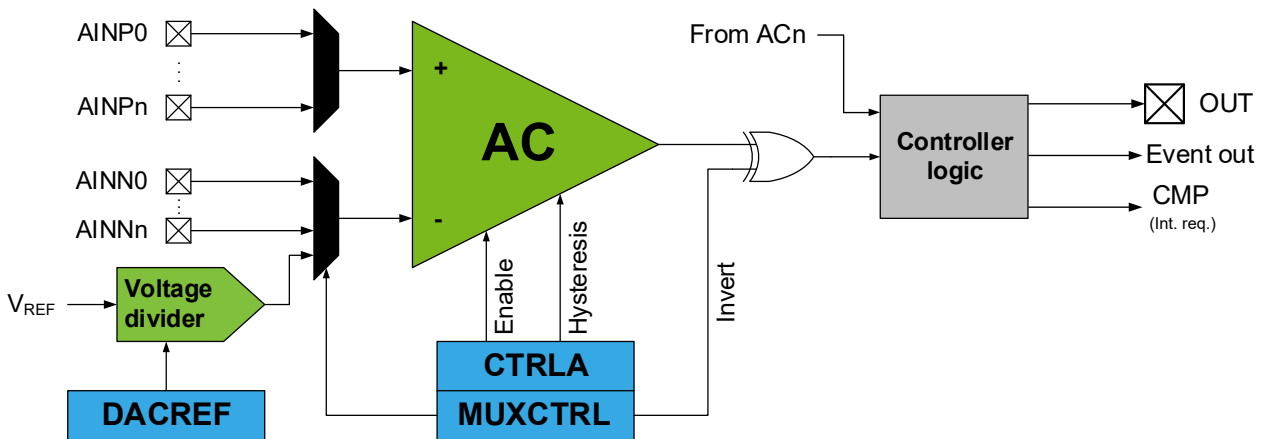 AINP0
AINPn
AINN0
AINNn
VREF
Voltage
divider
DACREF
+
AC
-
Enable
Hysteresis
CTRLA
MUXCTRL
Invert
From ACn
Controller
logic
OUT
Event out
CMP
(Int. req.)